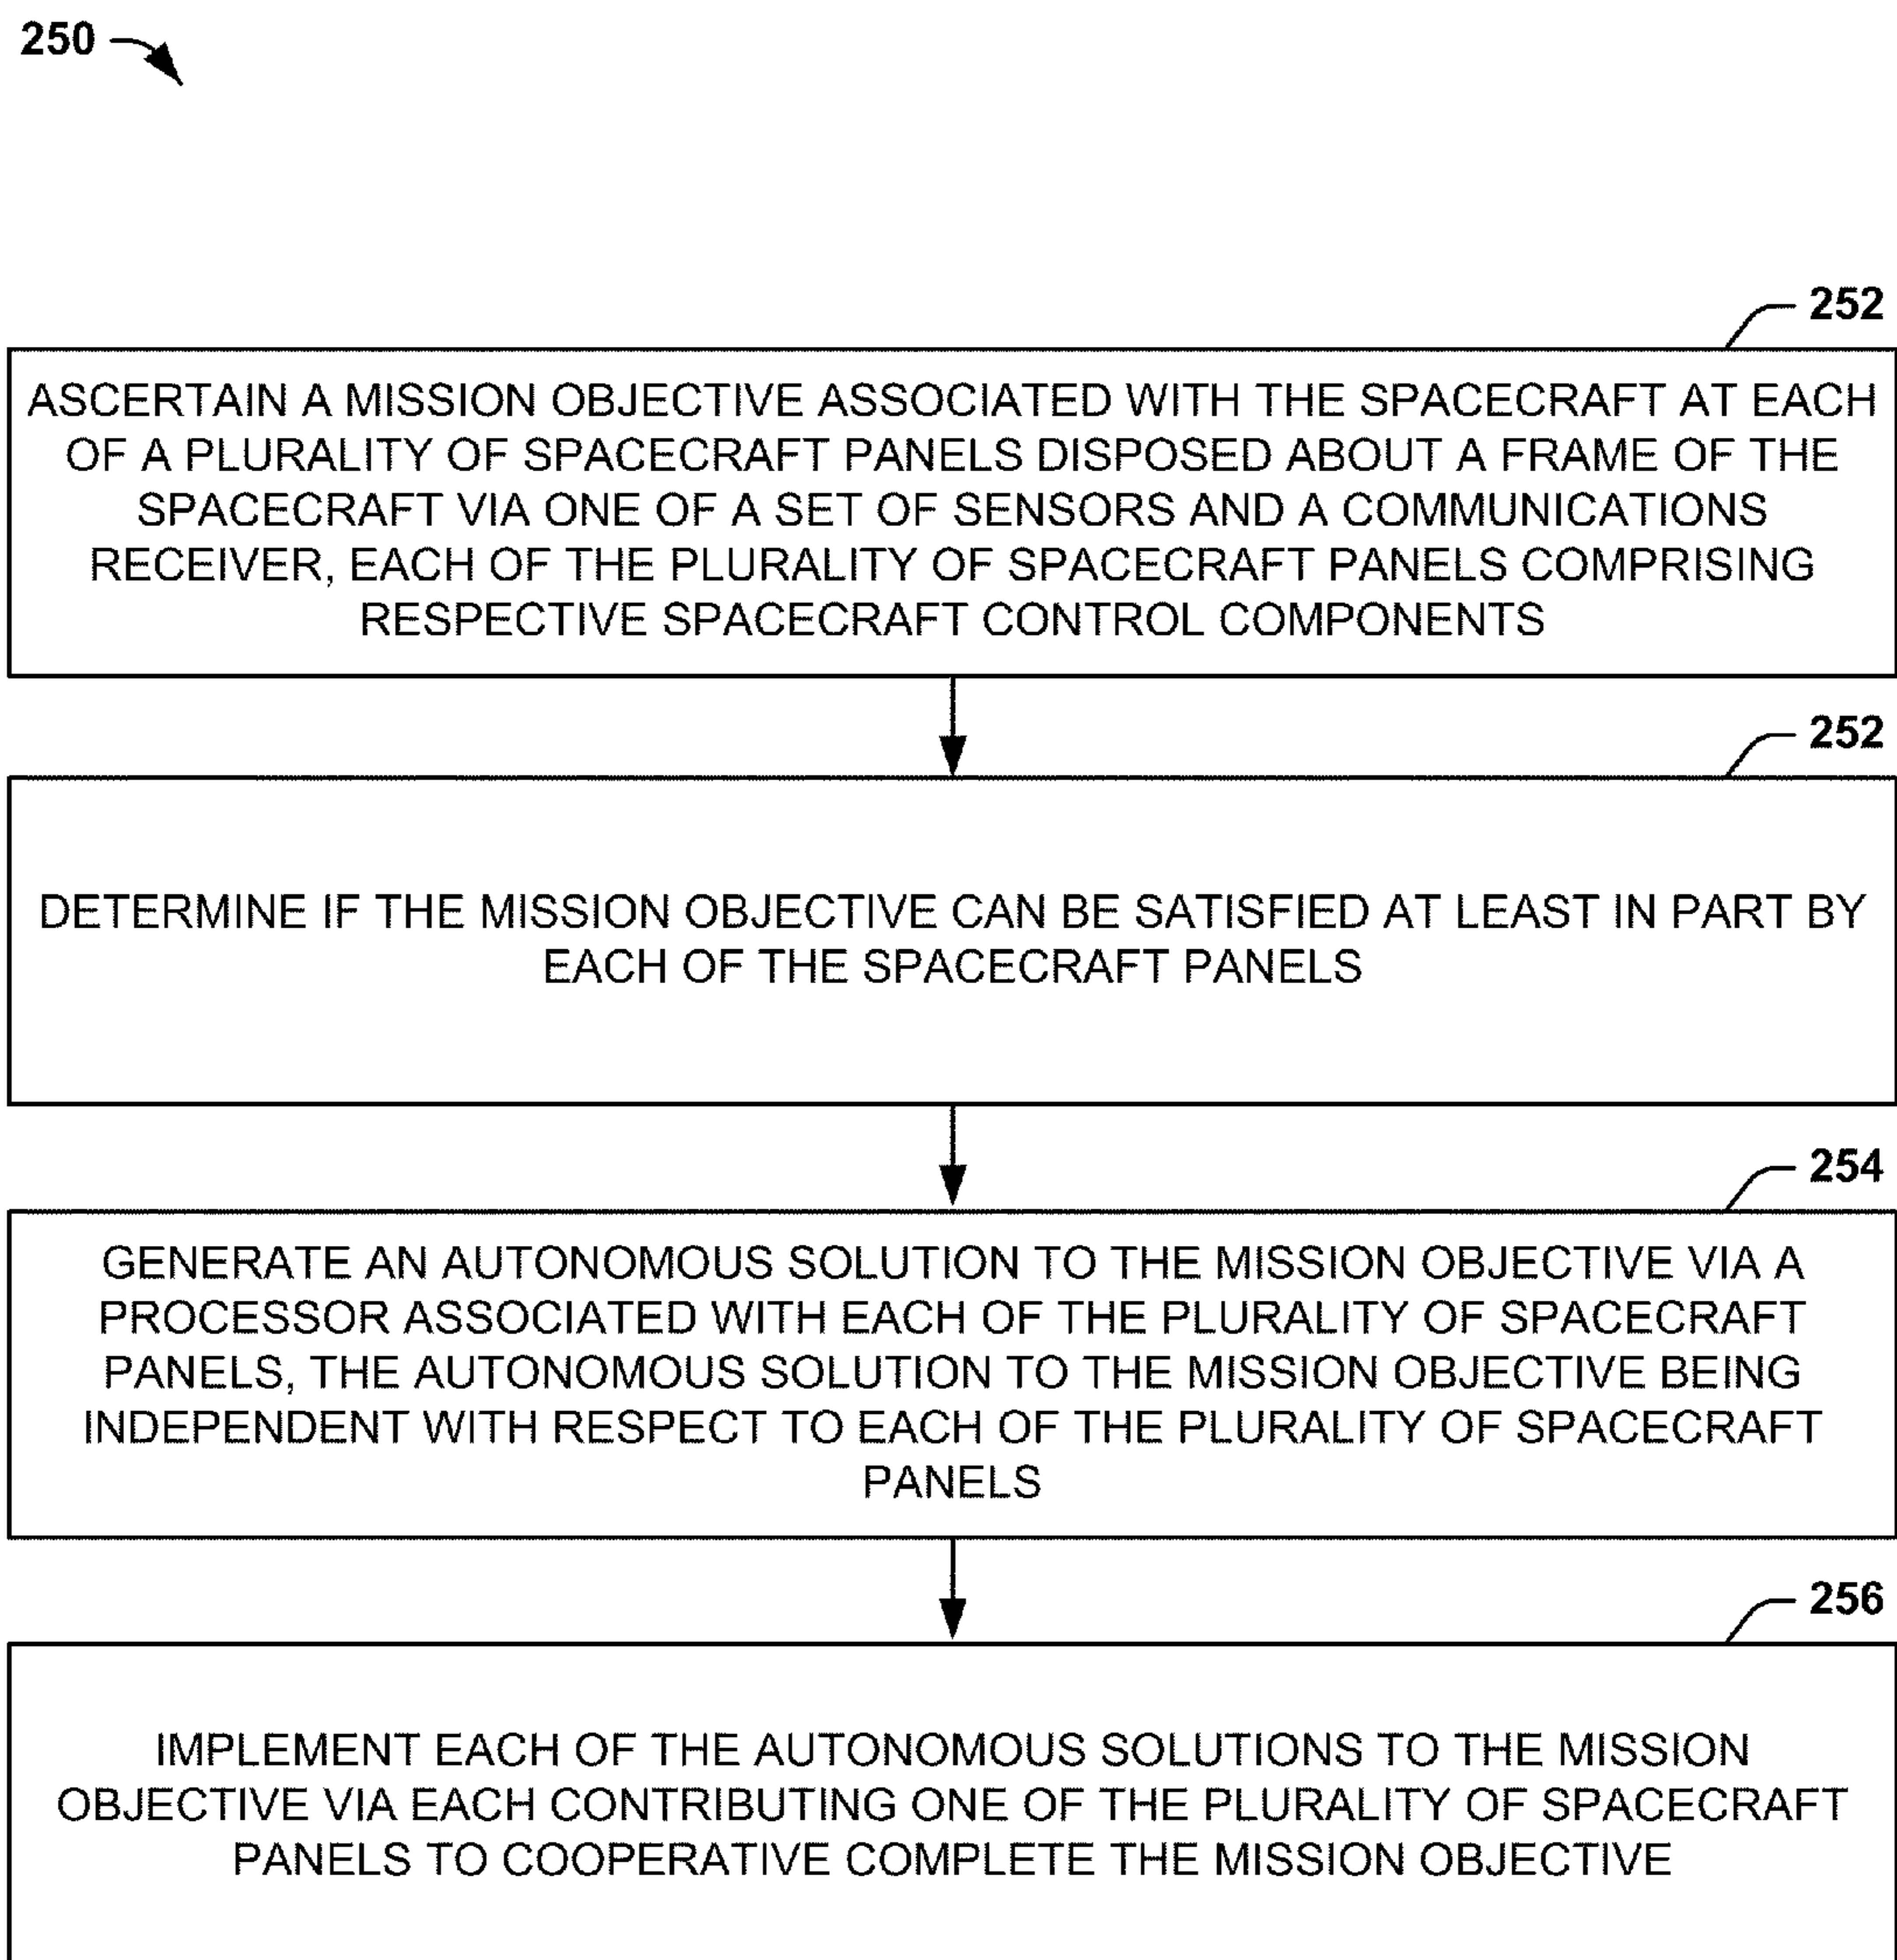 250
252
ASCERTAIN A MISSION OBJECTIVE ASSOCIATED WITH THE SPACECRAFT AT EACH
OF A PLURALITY OF SPACECRAFT PANELS DISPOSED ABOUT A FRAME OF THE
SPACECRAFT VIA ONE OF A SET OF SENSORS AND A COMMUNICATIONS
RECEIVER, EACH OF THE PLURALITY OF SPACECRAFT PANELS COMPRISING
RESPECTIVE SPACECRAFT CONTROL COMPONENTS
252
DETERMINE IF THE MISSION OBJECTIVE CAN BE SATISFIED AT LEAST IN PART BY
EACH OF THE SPACECRAFT PANELS
254
GENERATE AN AUTONOMOUS SOLUTION TO THE MISSION OBJECTIVE VIA A
PROCESSOR ASSOCIATED WITH EACH OF THE PLURALITY OF SPACECRAFT
PANELS, THE AUTONOMOUS SOLUTION TO THE MISSION OBJECTIVE BEING
INDEPENDENT WITH RESPECT TO EACH OF THE PLURALITY OF SPACECRAFT
PANELS
256
IMPLEMENT EACH OF THE AUTONOMOUS SOLUTIONS TO THE MISSION
OBJECTIVE VIA EACH CONTRIBUTING ONE OF THE PLURALITY OF SPACECRAFT
PANELS TO COOPERATIVE COMPLETE THE MISSION OBJECTIVE